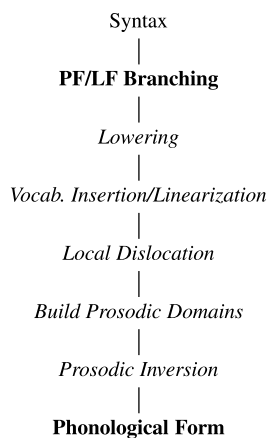 Syntax
PF/LF Branching
Lowering
Vocab. Insertion/Linearization
Local Dislocation
Build Prosodic Domains
Prosodic Inversion
Phonological Form